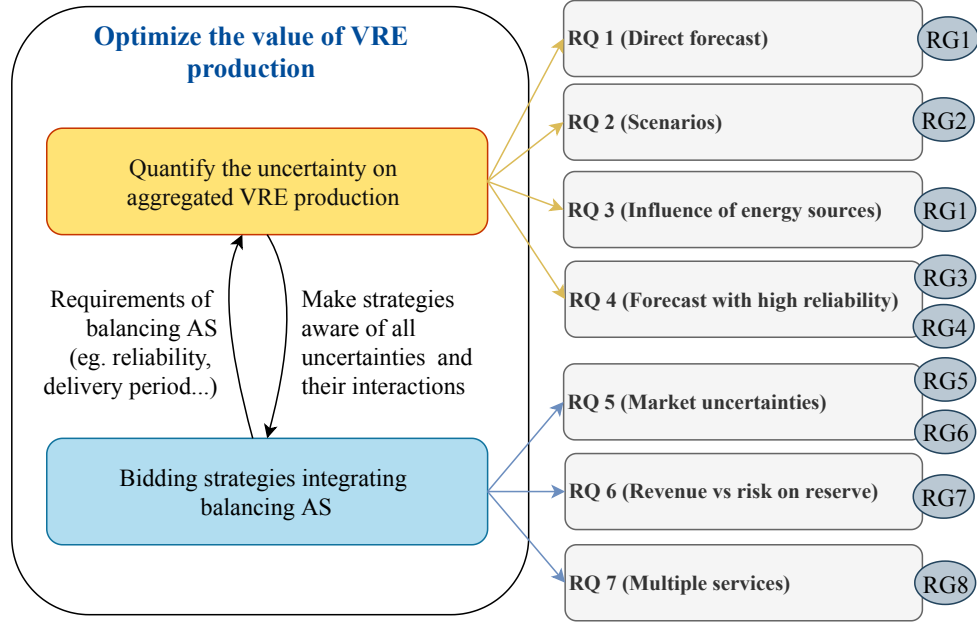 Optimize the value of VRE
production
Quantify the uncertainty on
aggregated VRE production
Requirements of
balancing AS
(eg. reliability,
delivery period...)
Make strategies
aware of all
uncertainties and
their interactions
Bidding strategies integrating
balancing AS
RQ 1 (Direct forecast)
RG1
RQ 2 (Scenarios)
RG2
RQ 3 (Influence of energy sources)
RG1
RQ 4 (Forecast with high reliability)
RG3
RG4
RQ 5 (Market uncertainties)
RG5
RG6
RQ 6 (Revenue vs risk on reserve)
RG7
RQ 7 (Multiple services)
RG8